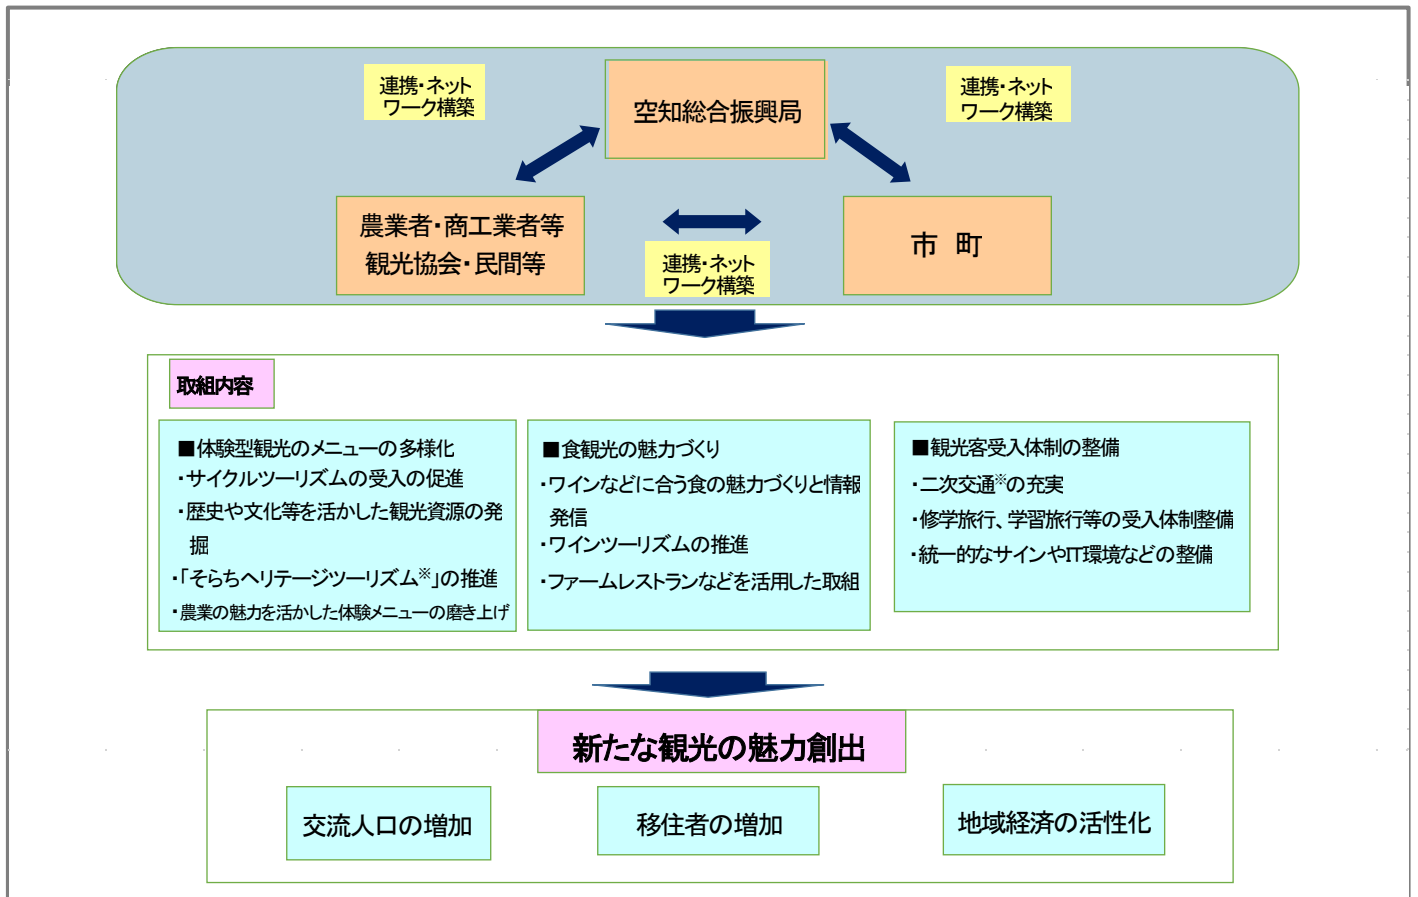 連携・ネット
ワーク構築
空知総合振興局
連携・ネット
ワーク構築
農業者・商工業者等
観光協会・民間等
連携・ネット
ワーク構築
市 町
取組内容
■体験型観光のメニューの多様化
・サイクルツーリズムの受入の促進
・歴史や文化等を活かした観光資源の発
掘
・「そらちヘリテージツーリズム※」の推進
・農業の魅力を活かした体験メニューの磨き上げ
■食観光の魅力づくり
・ワインなどに合う食の魅力づくりと情報
発信
・ワインツーリズムの推進
・ファームレストランなどを活用した取組
■観光客受入体制の整備
・二次交通※の充実
・修学旅行、学習旅行等の受入体制整備
・統一的なサインやIT環境などの整備
新たな観光の魅力創出
交流人口の増加
移住者の増加
地域経済の活性化